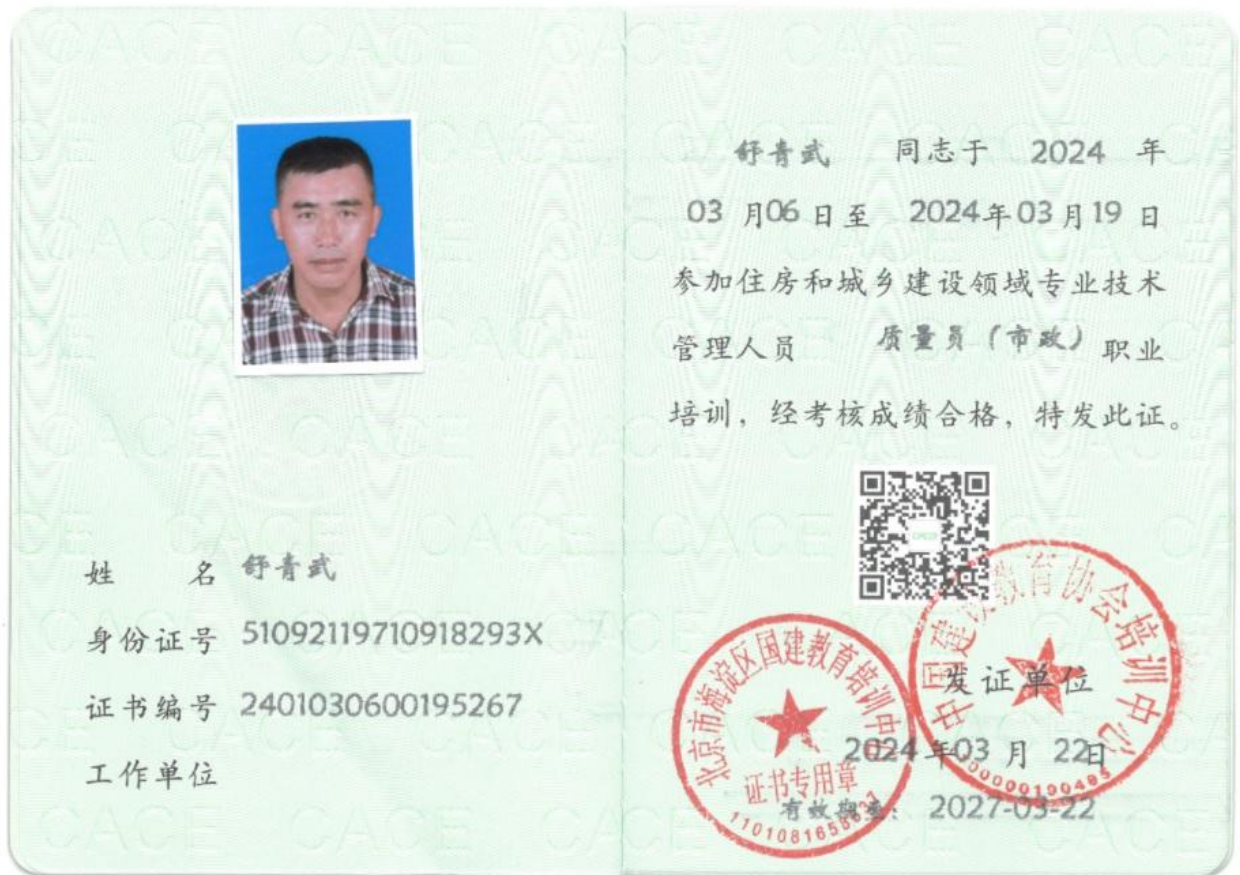 姓 名 舒青武
身份证号 51092119710918293X
证书编号 2401030600195267
工作单位
舒青武 同志于 2024 年
03 月06 日至 2024年03月19 日
参加住房和城乡建设领域专业技术
管理人员 质量员（市政） 职业
培训，经考核成绩合格，特发此证。
中国建设教育协会培训中心
发证单位
北京市海淀区国建教育培训中心
证书专用章
2024 年03 月 22日
有效期至： 2027-03-22
CACE